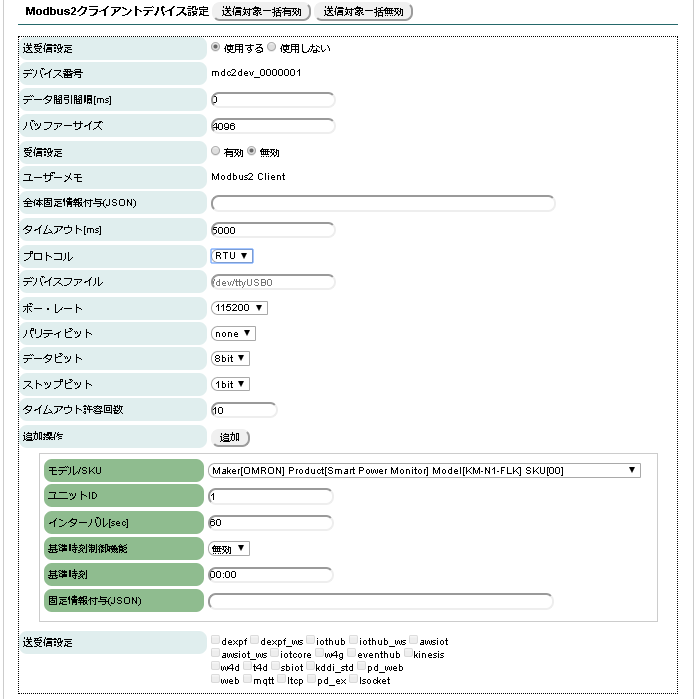 Modbus2クライアントデバイス設定 送信対象一括有効 送信対象一括無効
送受信設定 使用する 使用しない
デバイス番号 mdc2dev_0000001
データ間引間隔[ms] 0
バッファーサイズ 4096
受信設定 有効 無効
ユーザーメモ Modbus2 Client
全体固定情報付与(JSON)
タイムアウト[ms] 5000
プロトコル RTU
デバイスファイル /dev/ttyUSB0
ボー・レート 115200
パリティビット none
データビット 8bit
ストップビット 1bit
タイムアウト許容回数 10
追加操作 追加
モデル/SKU Maker[OMRON] Product[Smart Power Monitor] Model[KM-N1-FLK] SKU[00]
ユニットID 1
インターバル[sec] 60
基準時刻制御機能 無効
基準時刻 00:00
固定情報付与(JSON)
送受信設定 dexpf dexpf_ws iothub iothub_ws awsiot
awsiot_ws iotcore w4g eventhub kinesis
w4d t4d sbiot kddi_std pd_web
web mqtt ltcp pd_ex lsocket